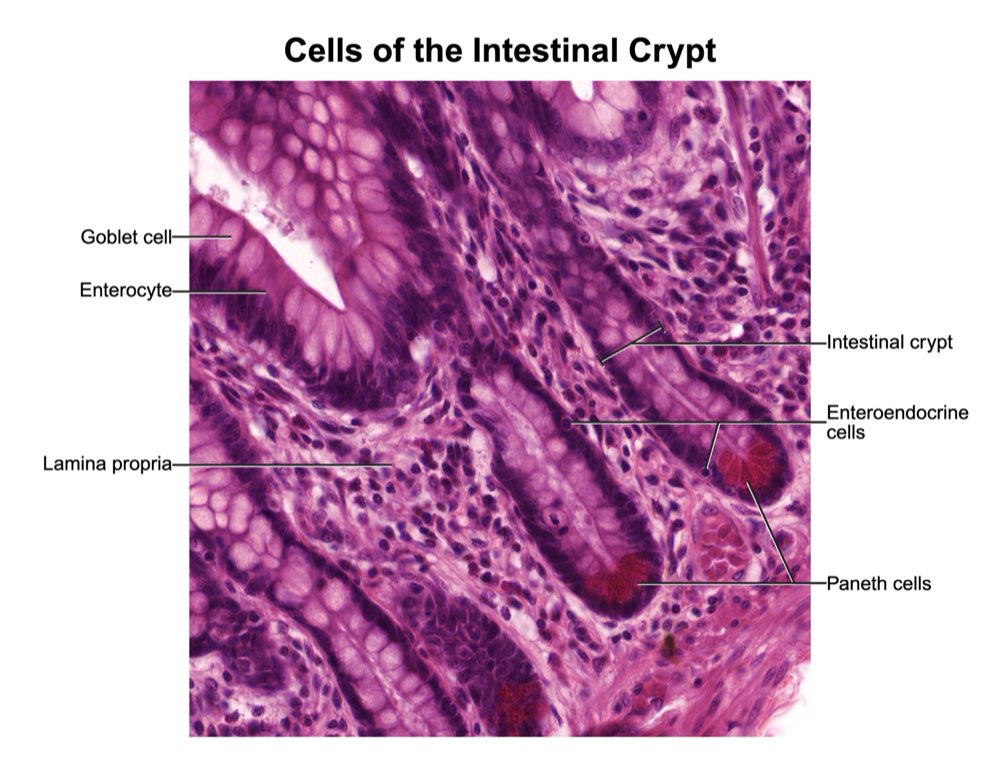 Cells of the Intestinal Crypt
Goblet cell
Enterocyte
Intestinal crypt
Enteroendocrine
cells
Lamina propria
Paneth cells